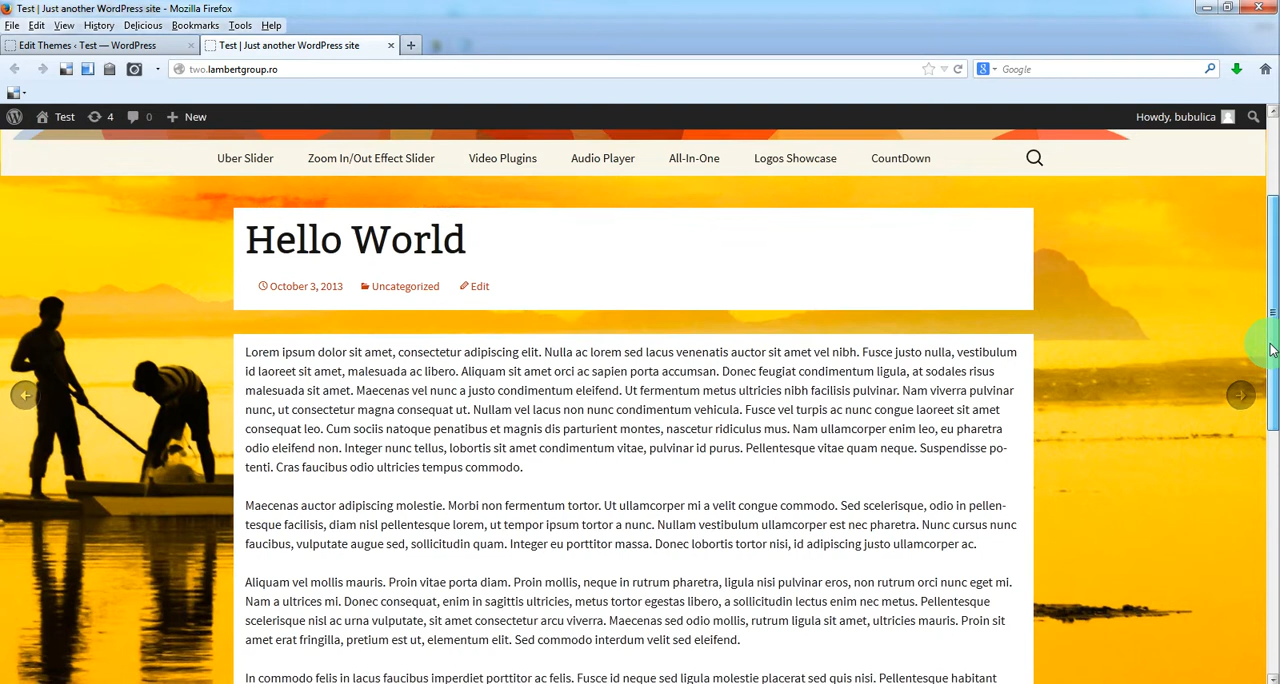 Test | Just another WordPress site - Mozilla Firefox
File Edit View History Delicious Bookmarks Tools Help
Edit Themes ‹ Test — WordPress × Test | Just another WordPress site × +
two.lambertgroup.ro Google
Test 4 0 + New Howdy, bubulica
Uber Slider Zoom In/Out Effect Slider Video Plugins Audio Player All-In-One Logos Showcase CountDown
Hello World
October 3, 2013 Uncategorized Edit
Lorem ipsum dolor sit amet, consectetur adipiscing elit. Nulla ac lorem sed lacus venenatis auctor sit amet vel nibh. Fusce justo nulla, vestibulum
id laoreet sit amet, malesuada ac libero. Aliquam sit amet orci ac sapien porta accumsan. Donec feugiat condimentum ligula, at sodales risus
malesuada sit amet. Maecenas vel nunc a justo condimentum eleifend. Ut fermentum metus ultricies nibh facilisis pulvinar. Nam viverra pulvinar
nunc, ut consectetur magna consequat ut. Nullam vel lacus non nunc condimentum vehicula. Fusce vel turpis ac nunc congue laoreet sit amet
consequat leo. Cum sociis natoque penatibus et magnis dis parturient montes, nascetur ridiculus mus. Nam ullamcorper enim leo, eu pharetra
odio eleifend non. Integer nunc tellus, lobortis sit amet condimentum vitae, pulvinar id purus. Pellentesque vitae quam neque. Suspendisse po-
tenti. Cras faucibus odio ultricies tempus commodo.
Maecenas auctor adipiscing molestie. Morbi non fermentum tortor. Ut ullamcorper mi a velit congue commodo. Sed scelerisque, odio in pellen-
tesque facilisis, diam nisl pellentesque lorem, ut tempor ipsum tortor a nunc. Nullam vestibulum ullamcorper est nec pharetra. Nunc cursus nunc
faucibus, vulputate augue sed, sollicitudin quam. Integer eu porttitor massa. Donec lobortis tortor nisi, id adipiscing justo ullamcorper ac.
Aliquam vel mollis mauris. Proin vitae porta diam. Proin mollis, neque in rutrum pharetra, ligula nisi pulvinar eros, non rutrum orci nunc eget mi.
Nam a ultrices mi. Donec consequat, enim in sagittis ultricies, metus tortor egestas libero, a sollicitudin lectus enim nec metus. Pellentesque
scelerisque nisl ac urna vulputate, sit amet consectetur arcu viverra. Maecenas sed odio mollis, rutrum ligula sit amet, ultricies mauris. Proin sit
amet erat fringilla, pretium est ut, elementum elit. Sed commodo interdum velit sed eleifend.
In commodo felis in lacus faucibus imperdiet porttitor ac felis. Fusce id neque sed ligula molestie placerat sed quis nisi. Pellentesque habitant